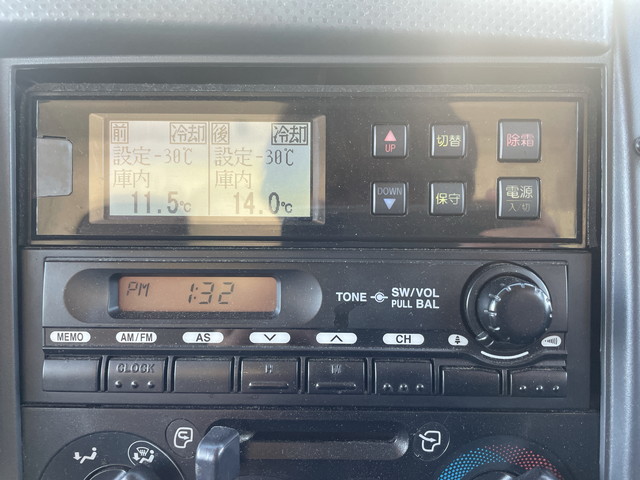 前 冷却 後 冷却
設定-30℃ 設定-30℃
庫内 庫内
11.5℃ 14.0℃
UP 切替 除霜
DOWN 保守 電源
入/切
PM 1:32
TONE SW/VOL
PULL BAL
MEMO AM/FM AS CH
CLOCK H M